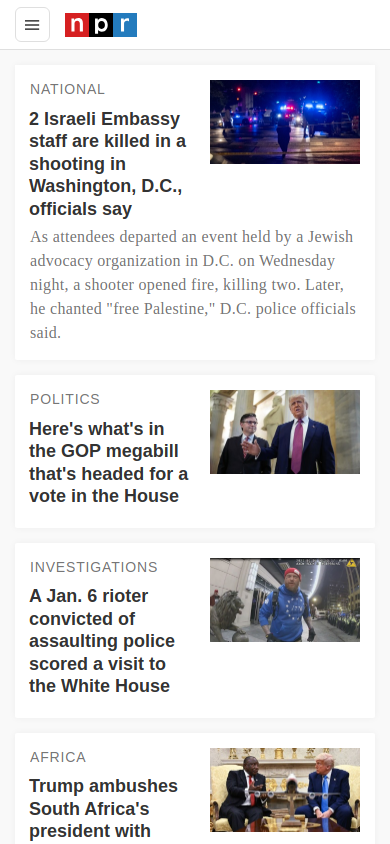 npr
NATIONAL
2 Israeli Embassy
staff are killed in a
shooting in
Washington, D.C.,
officials say
As attendees departed an event held by a Jewish
advocacy organization in D.C. on Wednesday
night, a shooter opened fire, killing two. Later,
he chanted "free Palestine," D.C. police officials
said.
POLITICS
Here's what's in
the GOP megabill
that's headed for a
vote in the House
INVESTIGATIONS
A Jan. 6 rioter
convicted of
assaulting police
scored a visit to
the White House
AFRICA
Trump ambushes
South Africa's
president with